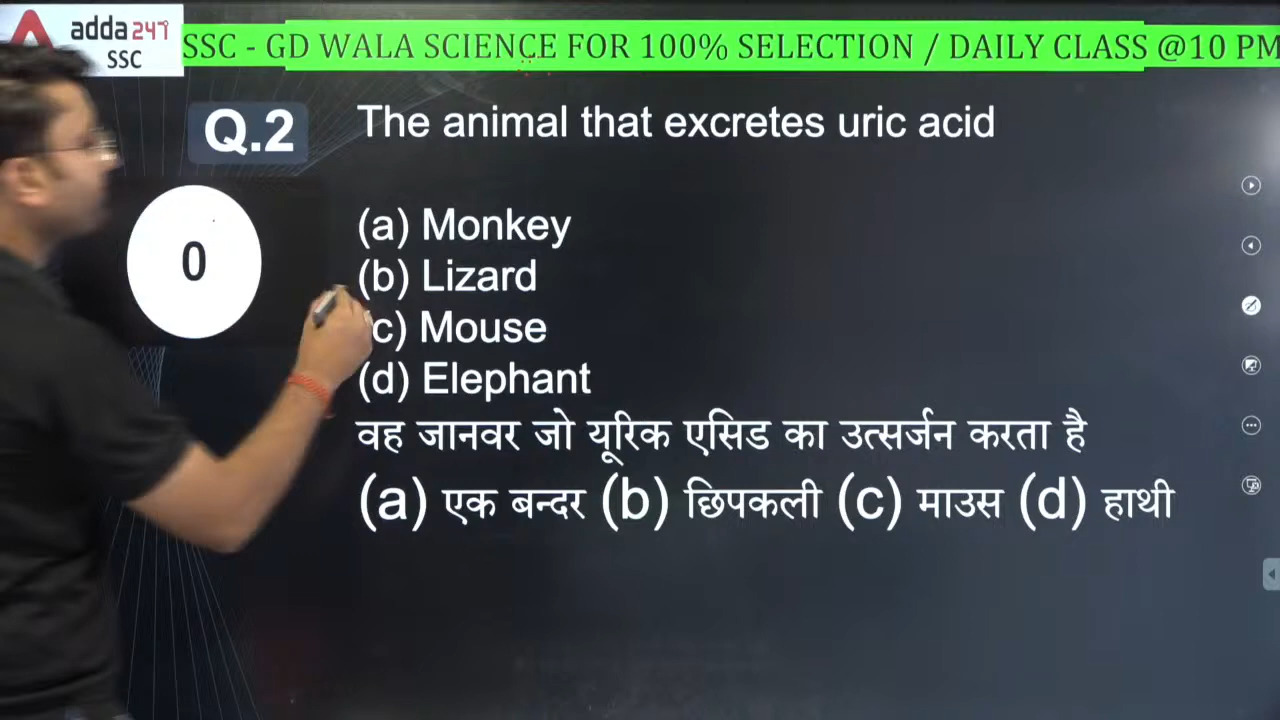 adda247
SSC
SSC - GD WALA SCIENCE FOR 100% SELECTION / DAILY CLASS @10 PM
Q.2 The animal that excretes uric acid
0
(a) Monkey
(b) Lizard
(c) Mouse
(d) Elephant
वह जानवर जो यूरिक एसिड का उत्सर्जन करता है
(a) एक बन्दर (b) छिपकली (c) माउस (d) हाथी